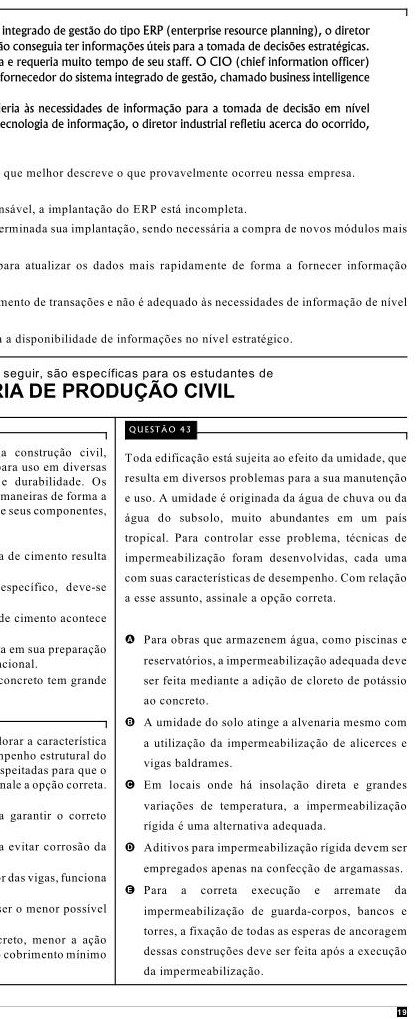 integrado de gestão do tipo ERP (enterprise resource planning), o diretor
ão conseguia ter informações úteis para a tomada de decisões estratégicas.
a e requeria muito tempo de seu staff. O CIO (chief information officer)
fornecedor do sistema integrado de gestão, chamado business intelligence
eria às necessidades de informação para a tomada de decisão em nível
ecnologia de informação, o diretor industrial refletiu acerca do ocorrido,
que melhor descreve o que provavelmente ocorreu nessa empresa.
nsável, a implantação do ERP está incompleta.
erminada sua implantação, sendo necessária a compra de novos módulos mais
para atualizar os dados mais rapidamente de forma a fornecer informação
mento de transações e não é adequado às necessidades de informação de nível
a a disponibilidade de informações no nível estratégico.
seguir, são específicas para os estudantes de
RIA DE PRODUÇÃO CIVIL
a construção civil,
para uso em diversas
e durabilidade. Os
maneiras de forma a
e seus componentes,
a de cimento resulta
específico, deve-se
de cimento acontece
a em sua preparação
acional.
concreto tem grande
lorar a característica
mpenho estrutural do
speitadas para que o
nale a opção correta.
a garantir o correto
a evitar corrosão da
or das vigas, funciona
ser o menor possível
creto, menor a ação
cobrimento mínimo
QUESTÃO 43
Toda edificação está sujeita ao efeito da umidade, que
resulta em diversos problemas para a sua manutenção
e uso. A umidade é originada da água de chuva ou da
água do subsolo, muito abundantes em um país
tropical. Para controlar esse problema, técnicas de
impermeabilização foram desenvolvidas, cada uma
com suas características de desempenho. Com relação
a esse assunto, assinale a opção correta.
A Para obras que armazenem água, como piscinas e
reservatórios, a impermeabilização adequada deve
ser feita mediante a adição de cloreto de potássio
ao concreto.
B A umidade do solo atinge a alvenaria mesmo com
a utilização da impermeabilização de alicerces e
vigas baldrames.
C Em locais onde há insolação direta e grandes
variações de temperatura, a impermeabilização
rígida é uma alternativa adequada.
D Aditivos para impermeabilização rígida devem ser
empregados apenas na confecção de argamassas.
E Para a correta execução e arremate da
impermeabilização de guarda-corpos, bancos e
torres, a fixação de todas as esperas de ancoragem
dessas construções deve ser feita após a execução
da impermeabilização.
19